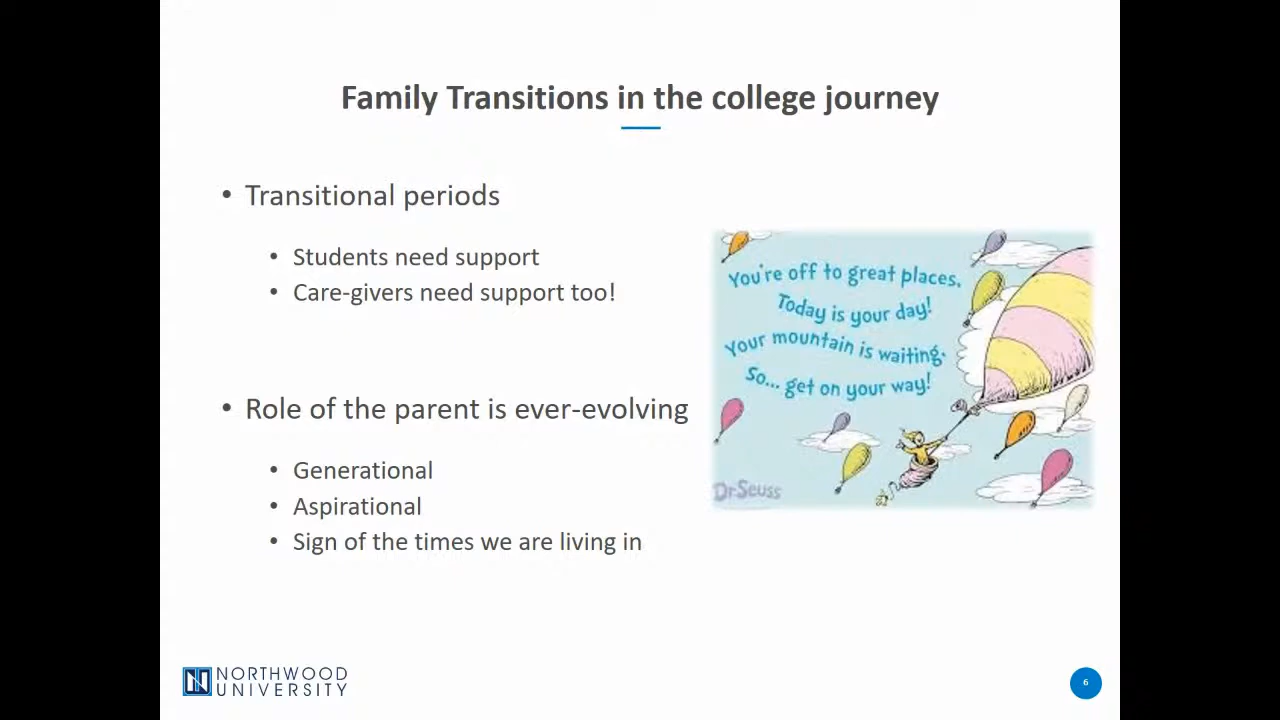 Family Transitions in the college journey
• Transitional periods
• Students need support
• Care-givers need support too!
• Role of the parent is ever-evolving
• Generational
• Aspirational
• Sign of the times we are living in
You're off to great places.
Today is your day!
Your mountain is waiting.
So... get on your way!
Dr Seuss
NORTHWOOD
UNIVERSITY
6